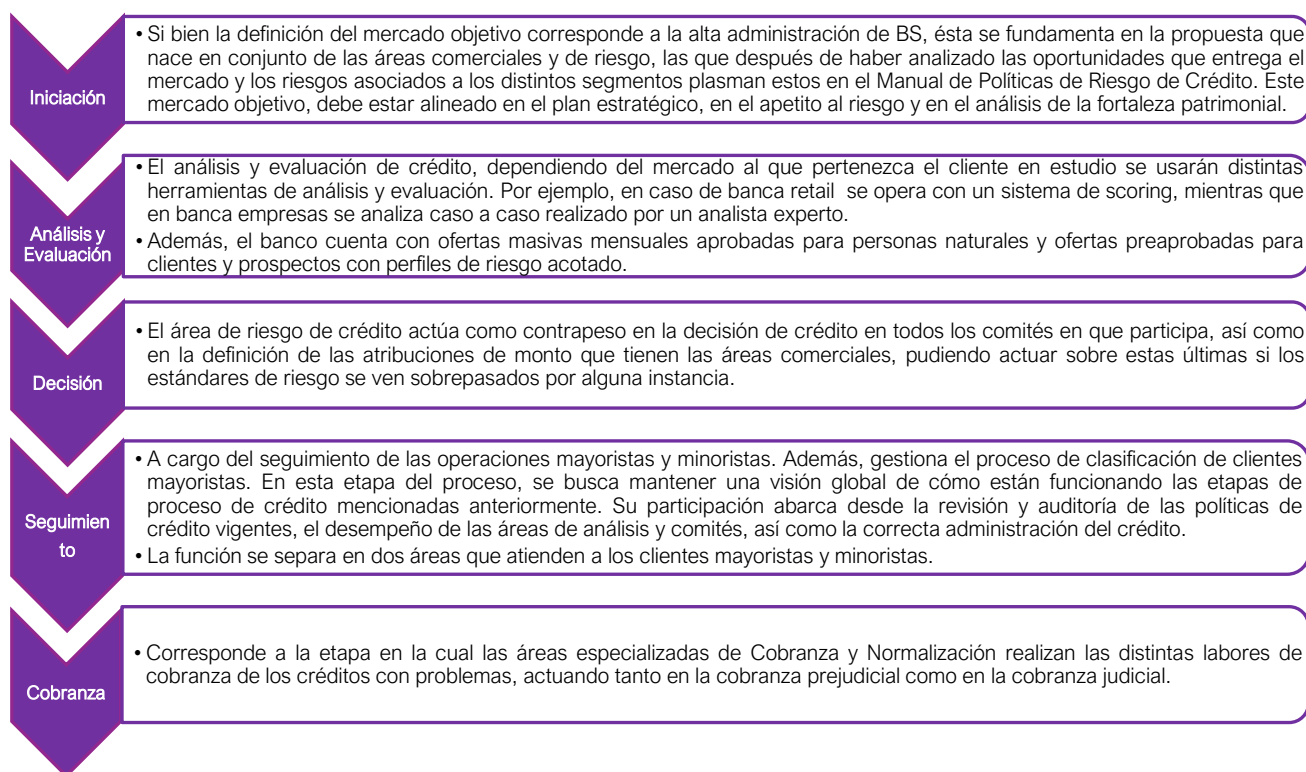 Iniciación
• Si bien la definición del mercado objetivo corresponde a la alta administración de BS, ésta se fundamenta en la propuesta que
nace en conjunto de las áreas comerciales y de riesgo, las que después de haber analizado las oportunidades que entrega el
mercado y los riesgos asociados a los distintos segmentos plasman estos en el Manual de Políticas de Riesgo de Crédito. Este
mercado objetivo, debe estar alineado en el plan estratégico, en el apetito al riesgo y en el análisis de la fortaleza patrimonial.
Análisis y
Evaluación
• El análisis y evaluación de crédito, dependiendo del mercado al que pertenezca el cliente en estudio se usarán distintas
herramientas de análisis y evaluación. Por ejemplo, en caso de banca retail se opera con un sistema de scoring, mientras que
en banca empresas se analiza caso a caso realizado por un analista experto.
• Además, el banco cuenta con ofertas masivas mensuales aprobadas para personas naturales y ofertas preaprobadas para
clientes y prospectos con perfiles de riesgo acotado.
Decisión
• El área de riesgo de crédito actúa como contrapeso en la decisión de crédito en todos los comités en que participa, así como
en la definición de las atribuciones de monto que tienen las áreas comerciales, pudiendo actuar sobre estas últimas si los
estándares de riesgo se ven sobrepasados por alguna instancia.
Seguimien
to
• A cargo del seguimiento de las operaciones mayoristas y minoristas. Además, gestiona el proceso de clasificación de clientes
mayoristas. En esta etapa del proceso, se busca mantener una visión global de cómo están funcionando las etapas de
proceso de crédito mencionadas anteriormente. Su participación abarca desde la revisión y auditoría de las políticas de
crédito vigentes, el desempeño de las áreas de análisis y comités, así como la correcta administración del crédito.
• La función se separa en dos áreas que atienden a los clientes mayoristas y minoristas.
Cobranza
• Corresponde a la etapa en la cual las áreas especializadas de Cobranza y Normalización realizan las distintas labores de
cobranza de los créditos con problemas, actuando tanto en la cobranza prejudicial como en la cobranza judicial.